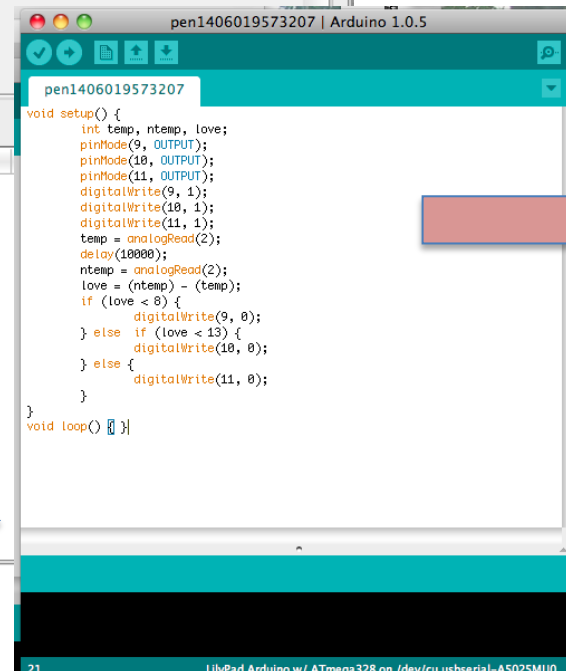 pen1406019573207 | Arduino 1.0.5
pen1406019573207
void setup() {
int temp, ntemp, love;
pinMode(9, OUTPUT);
pinMode(10, OUTPUT);
pinMode(11, OUTPUT);
digitalWrite(9, 1);
digitalWrite(10, 1);
digitalWrite(11, 1);
temp = analogRead(2);
delay(10000);
ntemp = analogRead(2);
love = (ntemp) - (temp);
if (love < 8) {
digitalWrite(9, 0);
} else  if (love < 13) {
digitalWrite(10, 0);
} else {
digitalWrite(11, 0);
}
}
void loop() { }
21 LilyPad Arduino w/ ATmega328 on /dev/cu.usbserial-A5025MU0